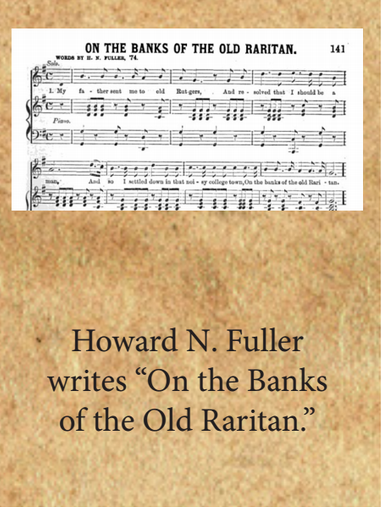 ON THE BANKS OF THE OLD RARITAN. 141
WORDS BY H. N. FULLER, '74.
Solo.
1. My fa - ther sent me to old Rut-gers, And re - solved that I should be a
Piano.
man, And so I settled down in that noi - sy college town, On the banks of the old Rari - tan.
Howard N. Fuller
writes “On the Banks
of the Old Raritan.”